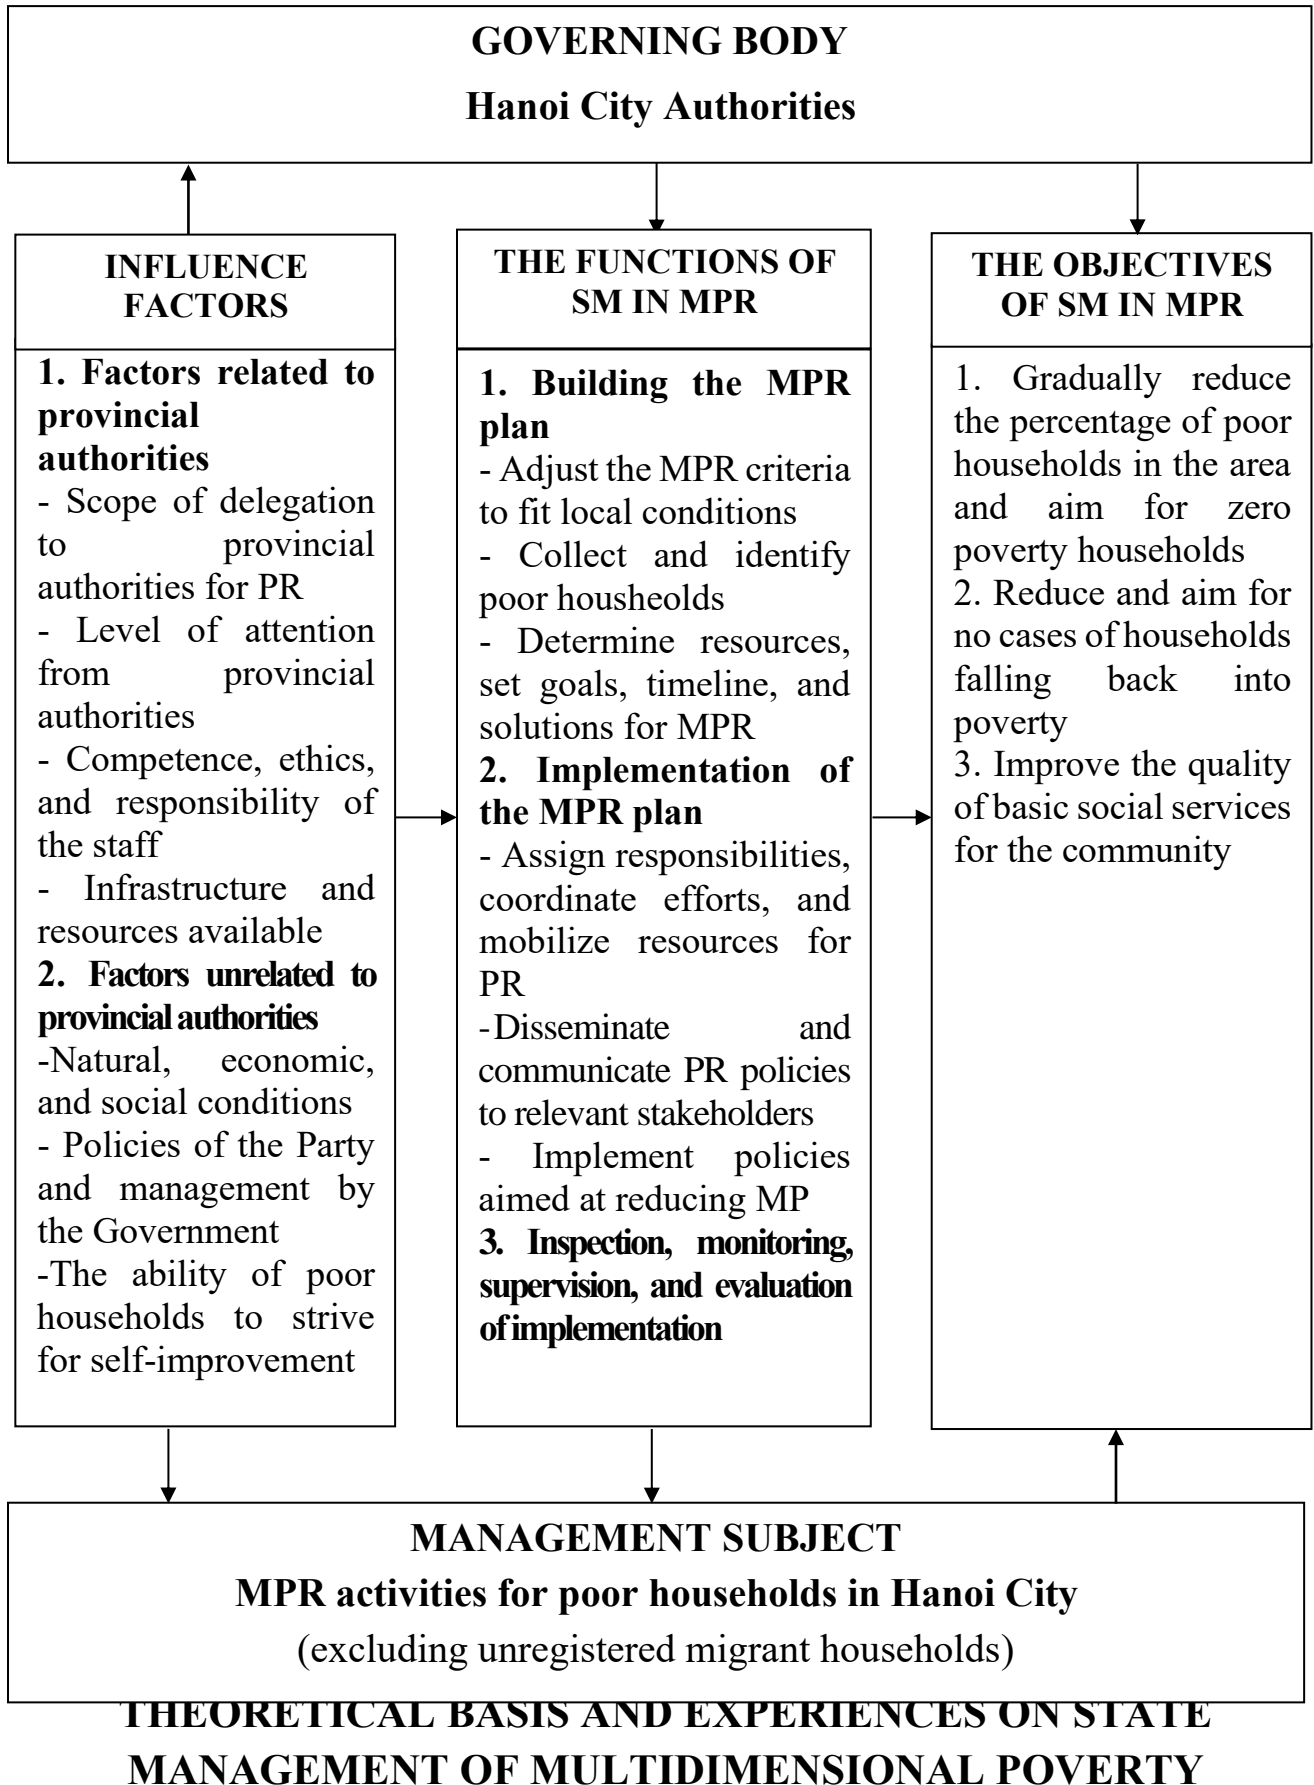 GOVERNING BODY
Hanoi City Authorities
INFLUENCE
FACTORS
1. Factors related to
provincial
authorities
- Scope of delegation
to provincial
authorities for PR
- Level of attention
from provincial
authorities
- Competence, ethics,
and responsibility of
the staff
- Infrastructure and
resources available
2. Factors unrelated to
provincial authorities
-Natural, economic,
and social conditions
- Policies of the Party
and management by
the Government
-The ability of poor
households to strive
for self-improvement
THE FUNCTIONS OF
SM IN MPR
1. Building the MPR
plan
- Adjust the MPR criteria
to fit local conditions
- Collect and identify
poor housheolds
- Determine resources,
set goals, timeline, and
solutions for MPR
2. Implementation of
the MPR plan
- Assign responsibilities,
coordinate efforts, and
mobilize resources for
PR
-Disseminate and
communicate PR policies
to relevant stakeholders
- Implement policies
aimed at reducing MP
3. Inspection, monitoring,
supervision, and evaluation
of implementation
THE OBJECTIVES
OF SM IN MPR
1. Gradually reduce
the percentage of poor
households in the area
and aim for zero
poverty households
2. Reduce and aim for
no cases of households
falling back into
poverty
3. Improve the quality
of basic social services
for the community
MANAGEMENT SUBJECT
MPR activities for poor households in Hanoi City
(excluding unregistered migrant households)
THEORETICAL BASIS AND EXPERIENCES ON STATE
MANAGEMENT OF MULTIDIMENSIONAL POVERTY